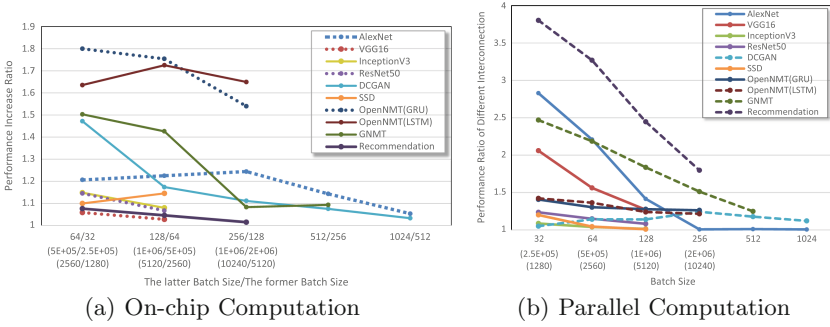 Performance Increase Ratio
1.9
1.8
1.7
1.6
1.5
1.4
1.3
1.2
1.1
1
AlexNet
VGG16
InceptionV3
ResNet50
DCGAN
SSD
OpenNMT(GRU)
OpenNMT(LSTM)
GNMT
Recommendation
64/32 128/64 256/128 512/256 1024/512
(5E+05/2.5E+05) (1E+06/5E+05) (1E+06/2E+06)
(2560/1280) (5120/2560) (10240/5120)
The latter Batch Size/The former Batch Size
(a) On-chip Computation
Performance Ratio of Different Interconnection
4
3.5
3
2.5
2
1.5
1
AlexNet
VGG16
InceptionV3
ResNet50
DCGAN
SSD
OpenNMT(GRU)
OpenNMT(LSTM)
GNMT
Recommendation
32 64 128 256 512 1024
(2.5E+05) (5E+05) (1E+06) (2E+06)
(1280) (2560) (5120) (10240)
Batch Size
(b) Parallel Computation